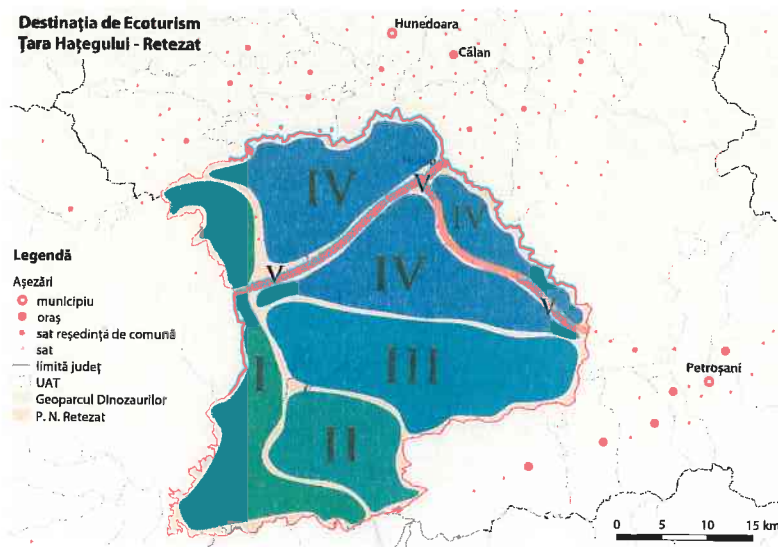 Destinația de Ecoturism
Țara Hațegului - Retezat
Hunedoara
Călan
IV
V
IV
V
IV
V
Legendă
Așezări
municipiu
oraș
sat reședință de comună
sat
limită județ
UAT
Geoparcul Dinozaurilor
P. N. Retezat
I
III
II
Petroșani
0 5 10 15 km